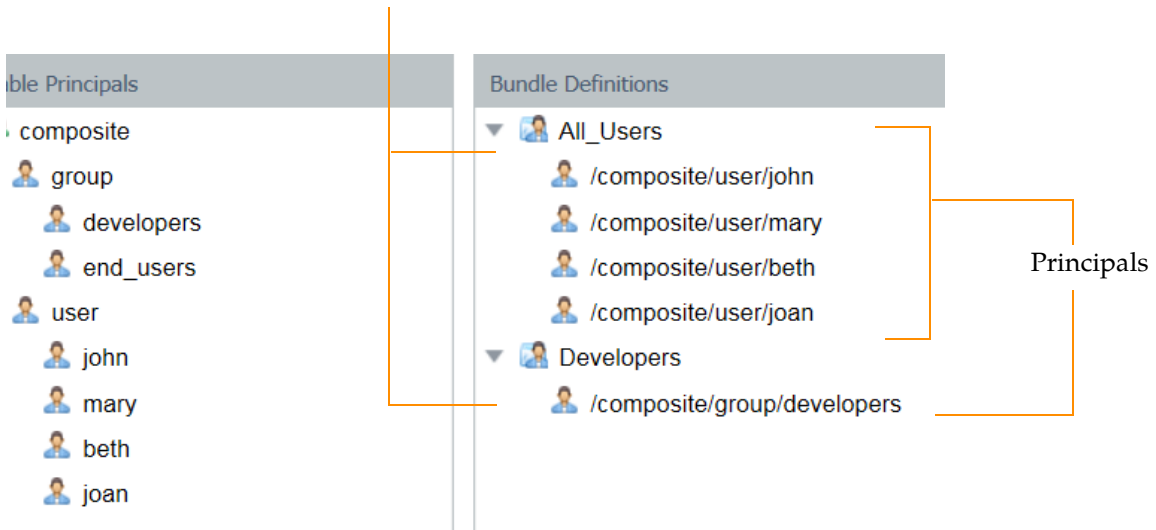 ble Principals
composite
group
developers
end_users
user
john
mary
beth
joan
Bundle Definitions
All_Users
/composite/user/john
/composite/user/mary
/composite/user/beth
/composite/user/joan
Developers
/composite/group/developers
Principals